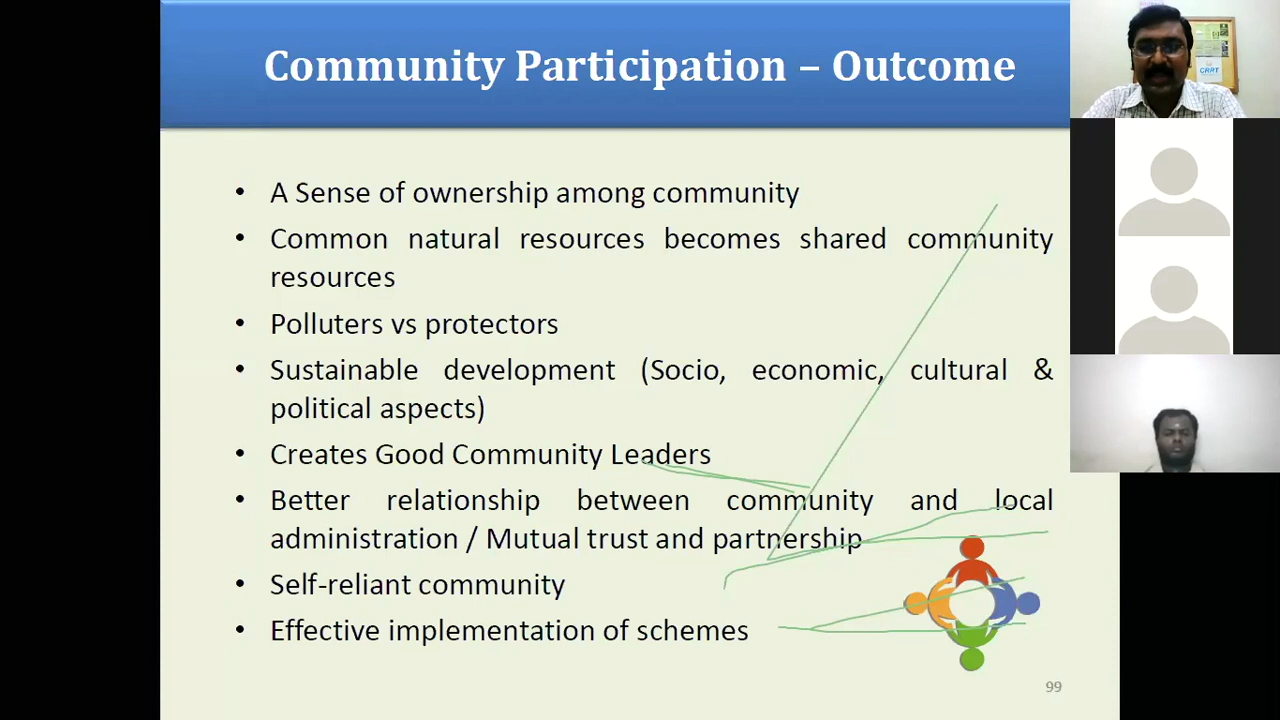 Community Participation – Outcome
• A Sense of ownership among community
• Common natural resources becomes shared community
resources
• Polluters vs protectors
• Sustainable development (Socio, economic, cultural &
political aspects)
• Creates Good Community Leaders
• Better relationship between community and local
administration / Mutual trust and partnership
• Self-reliant community
• Effective implementation of schemes
99
CRRT